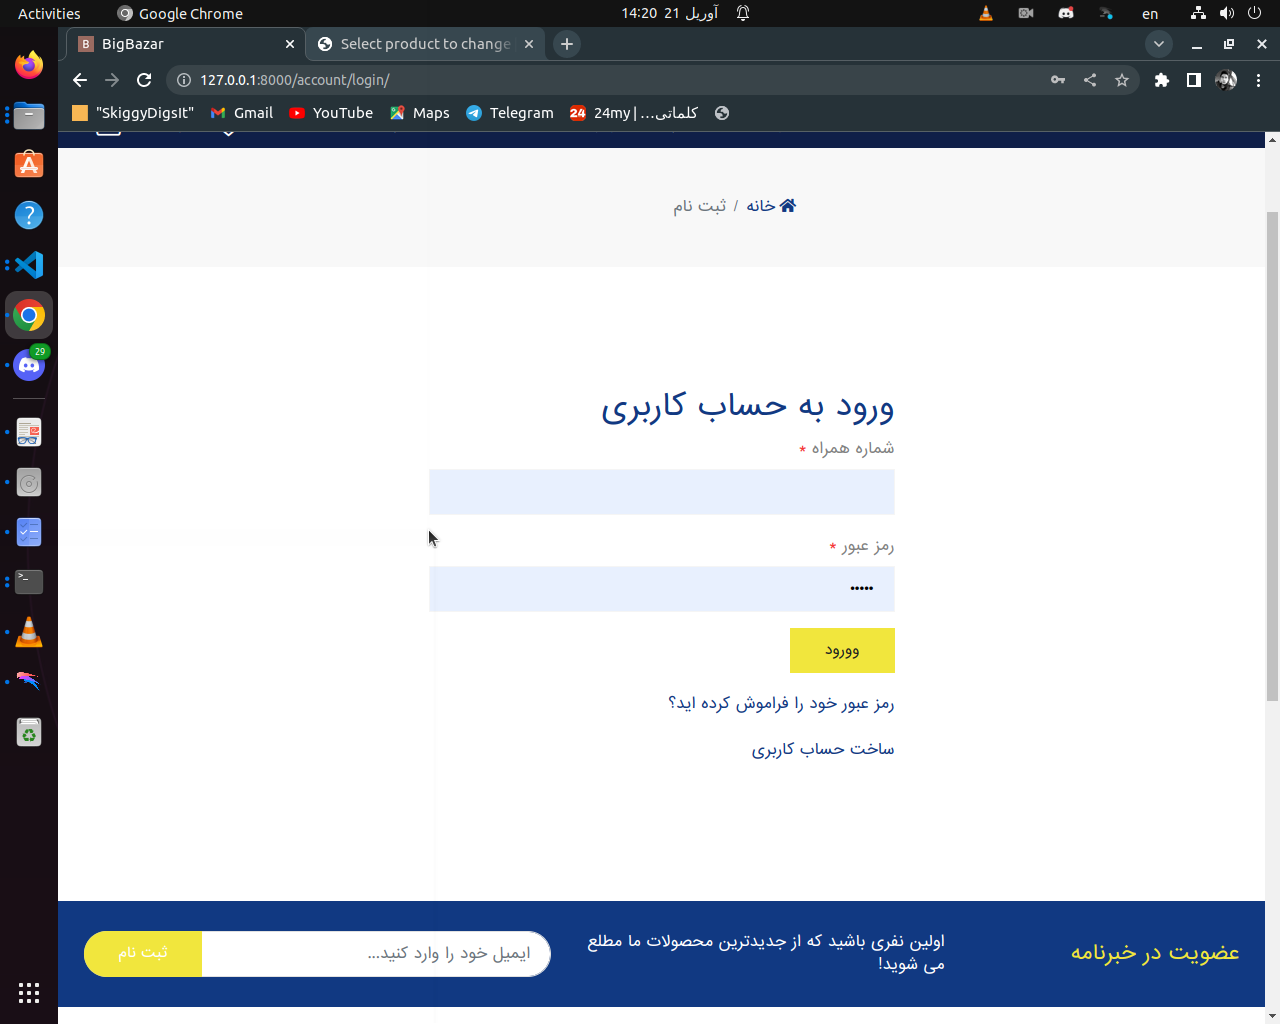 Activities
Google Chrome
14:20 21 آوریل
en
BigBazar
Select product to change
127.0.0.1:8000/account/login/
"SkiggyDigsIt"
Gmail
YouTube
Maps
Telegram
24my | کلماتی...
29
خانه / ثبت نام
ورود به حساب کاربری
شماره همراه *
رمز عبور *
•••••
وورود
رمز عبور خود را فراموش کرده اید؟
ساخت حساب کاربری
عضویت در خبرنامه
اولین نفری باشید که از جدیدترین محصولات ما مطلع
می شوید!
ایمیل خود را وارد کنید...
ثبت نام